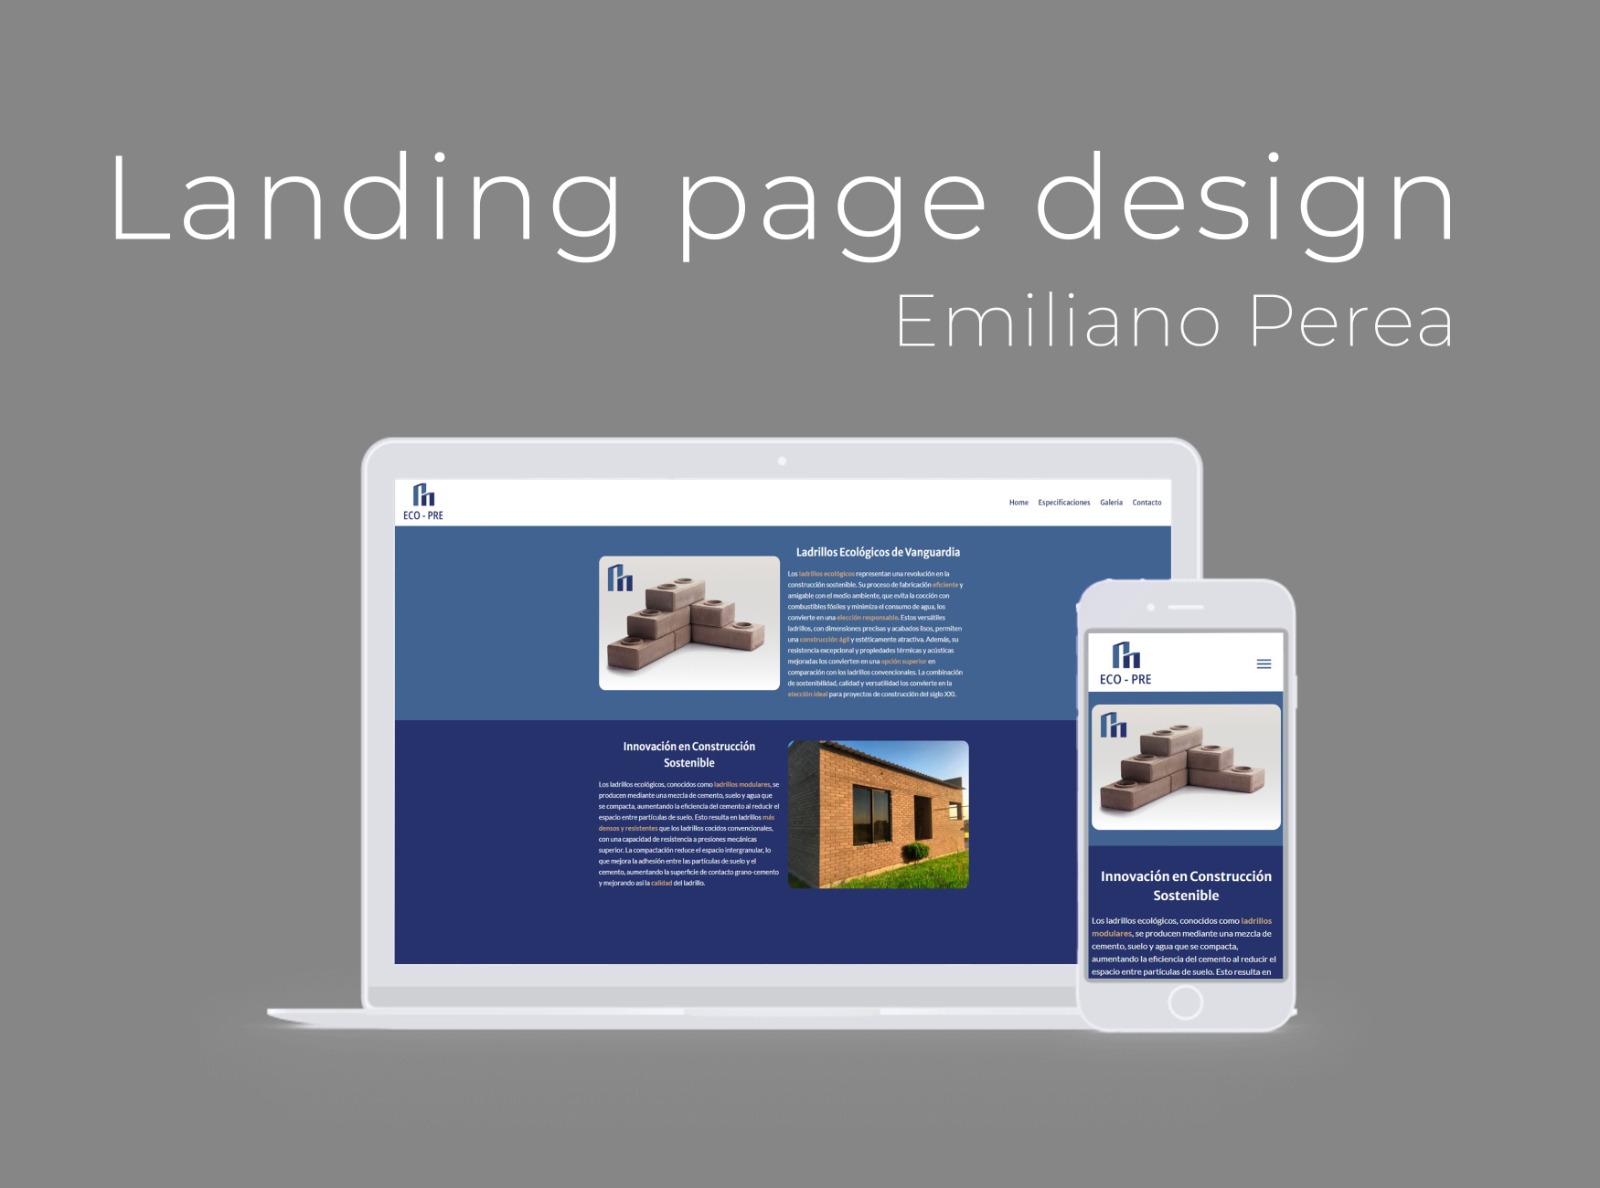 Landing page design
Emiliano Perea
ECO - PRE
Home Especificaciones Galeria Contacto
Ladrillos Ecológicos de Vanguardia
Los ladrillos ecológicos representan una revolución en la
construcción sostenible. Su proceso de fabricación eficiente y
amigable con el medio ambiente, que evita la cocción con
combustibles fósiles y minimiza el consumo de agua, los
convierte en una elección responsable. Estos versátiles
ladrillos, con dimensiones precisas y acabados lisos, permiten
una construcción ágil y estéticamente atractiva. Además, su
resistencia excepcional y propiedades térmicas y acústicas
mejoradas los convierten en una opción superior en
comparación con los ladrillos convencionales. La combinación
de sostenibilidad, calidad y versatilidad los convierte en la
elección ideal para proyectos de construcción del siglo XXI.
Innovación en Construcción
Sostenible
Los ladrillos ecológicos, conocidos como ladrillos modulares, se
producen mediante una mezcla de cemento, suelo y agua que
se compacta, aumentando la eficiencia del cemento al reducir el
espacio entre partículas de suelo. Esto resulta en ladrillos más
densos y resistentes que los ladrillos cocidos convencionales,
con una capacidad de resistencia a presiones mecánicas
superior. La compactación reduce el espacio intergranular, lo
que mejora la adhesión entre las partículas de suelo y el
cemento, aumentando la superficie de contacto grano-cemento
y mejorando así la calidad del ladrillo.
ECO - PRE
Innovación en Construcción
Sostenible
Los ladrillos ecológicos, conocidos como ladrillos
modulares, se producen mediante una mezcla de
cemento, suelo y agua que se compacta,
aumentando la eficiencia del cemento al reducir el
espacio entre partículas de suelo. Esto resulta en